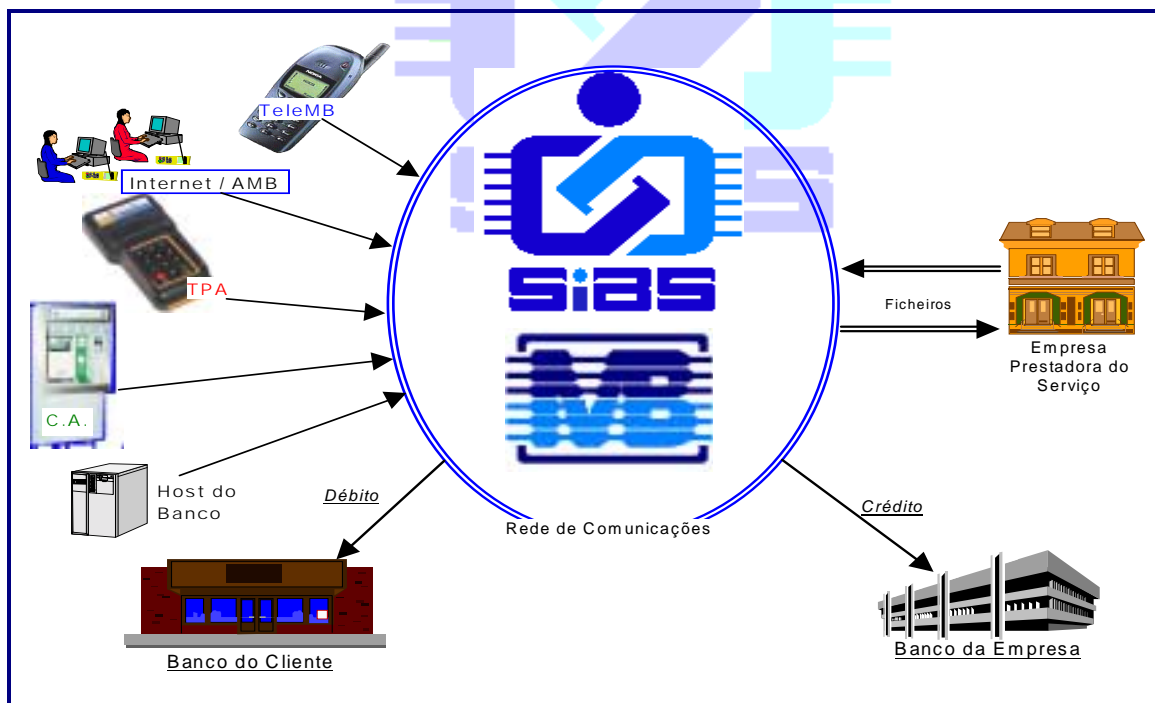 NOKIA
TeleMB
Internet / AMB
TPA
C.A.
Host do
Banco
SiBS
MB
Rede de Comunicações
Débito
Crédito
Ficheiros
Empresa
Prestadora do
Serviço
Banco do Cliente
Banco da Empresa